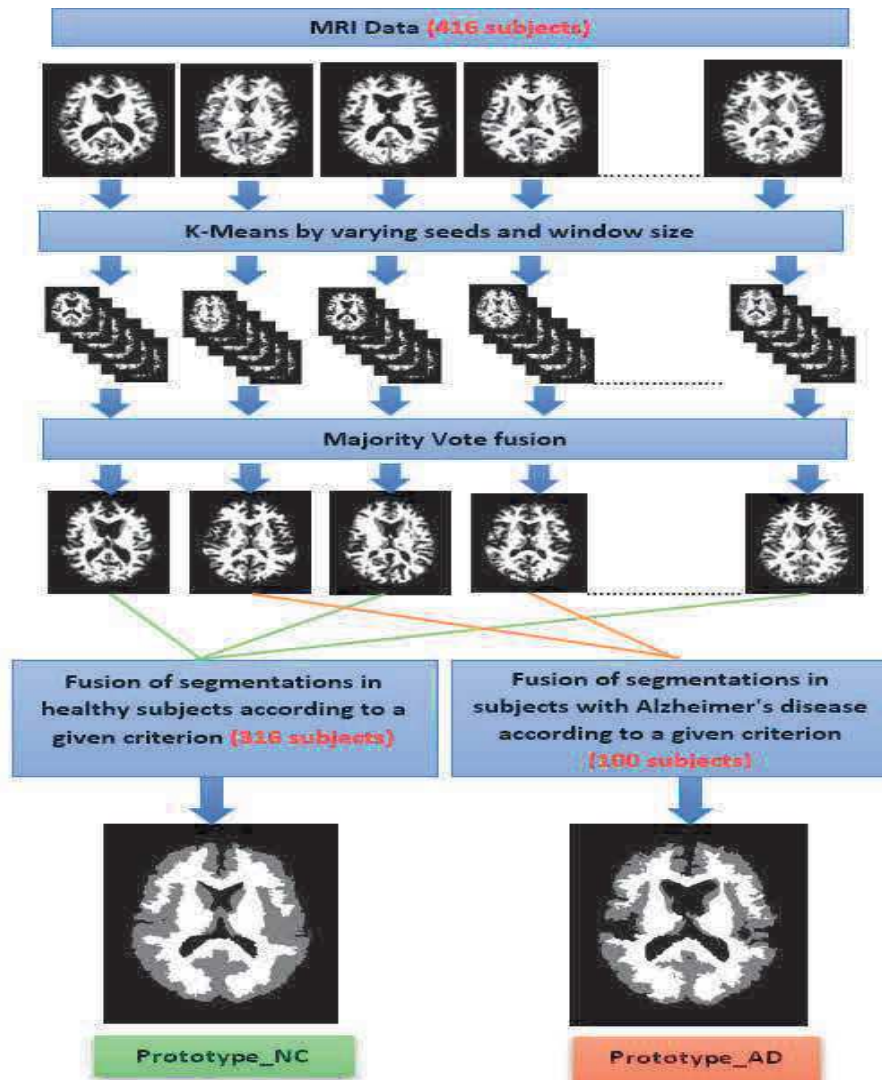 MRI Data (416 subjects)
K-Means by varying seeds and window size
Majority Vote fusion
Fusion of segmentations in
healthy subjects according to a
given criterion (316 subjects)
Fusion of segmentations in
subjects with Alzheimer's disease
according to a given criterion
(100 subjects)
Prototype_NC
Prototype_AD